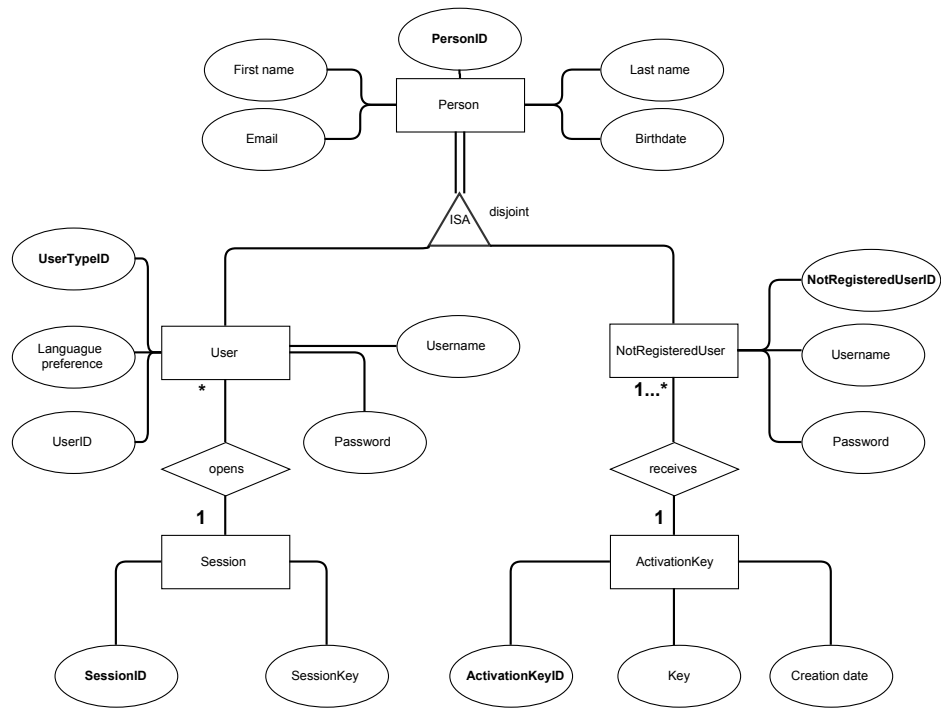 PersonID
First name
Last name
Person
Email
Birthdate
ISA
disjoint
UserTypeID
NotRegisteredUserID
Username
Languague
preference
User
NotRegisteredUser
Username
*
1...*
UserID
Password
Password
opens
receives
1
1
Session
ActivationKey
SessionID
SessionKey
ActivationKeyID
Key
Creation date